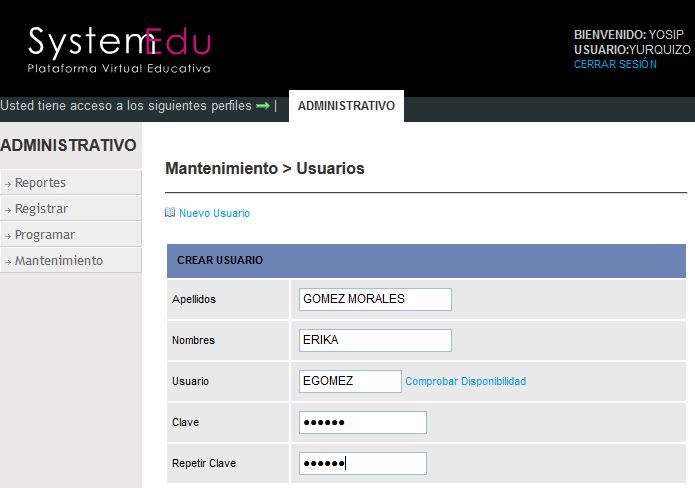 SystemEdu
Plataforma Virtual Educativa
BIENVENIDO: YOSIP
USUARIO:YURQUIZO
CERRAR SESIÓN
Usted tiene acceso a los siguientes perfiles | ADMINISTRATIVO
ADMINISTRATIVO
Reportes
Registrar
Programar
Mantenimiento
Mantenimiento > Usuarios
Nuevo Usuario
CREAR USUARIO
Apellidos GOMEZ MORALES
Nombres ERIKA
Usuario EGOMEZ Comprobar Disponibilidad
Clave ●●●●●●
Repetir Clave ●●●●●●